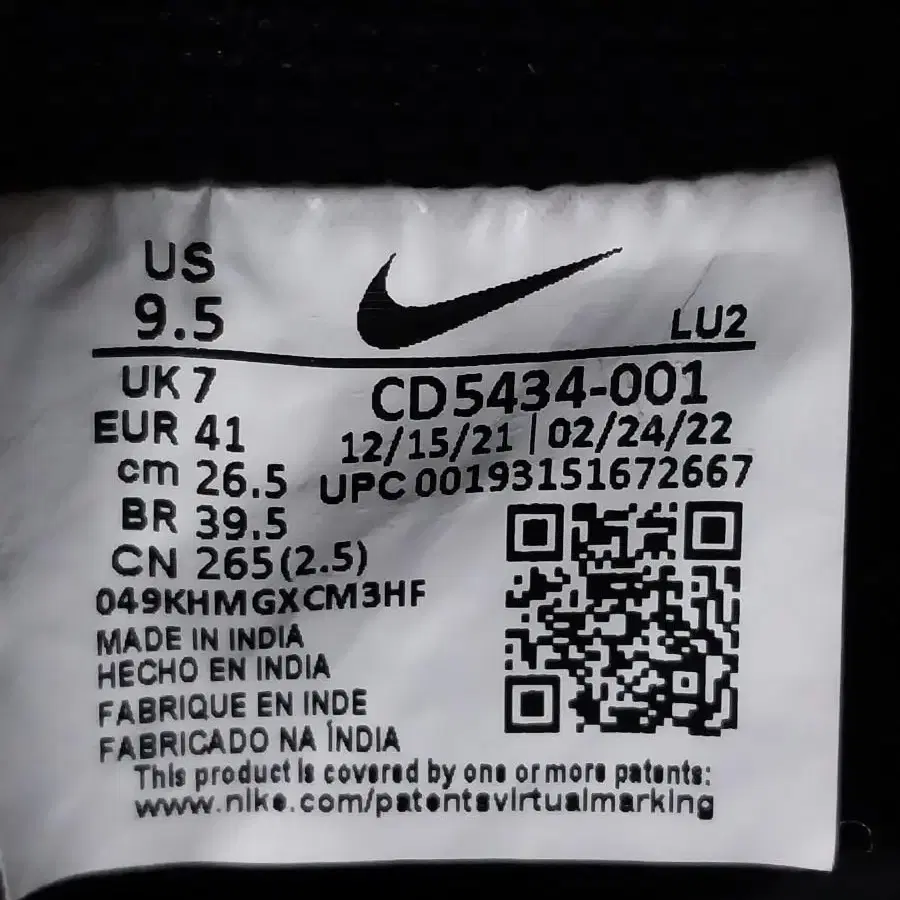 US
9.5
LU2
UK 7
CD5434-001
EUR 41
12/15/21 | 02/24/22
cm 26.5
UPC 00193151672667
BR 39.5
CN 265(2.5)
049KHMGXCM3HF
MADE IN INDIA
HECHO EN INDIA
FABRIQUE EN INDE
FABRICADO NA ÍNDIA
This product is covered by one or more patents:
www.nike.com/patentsvirtualmarking